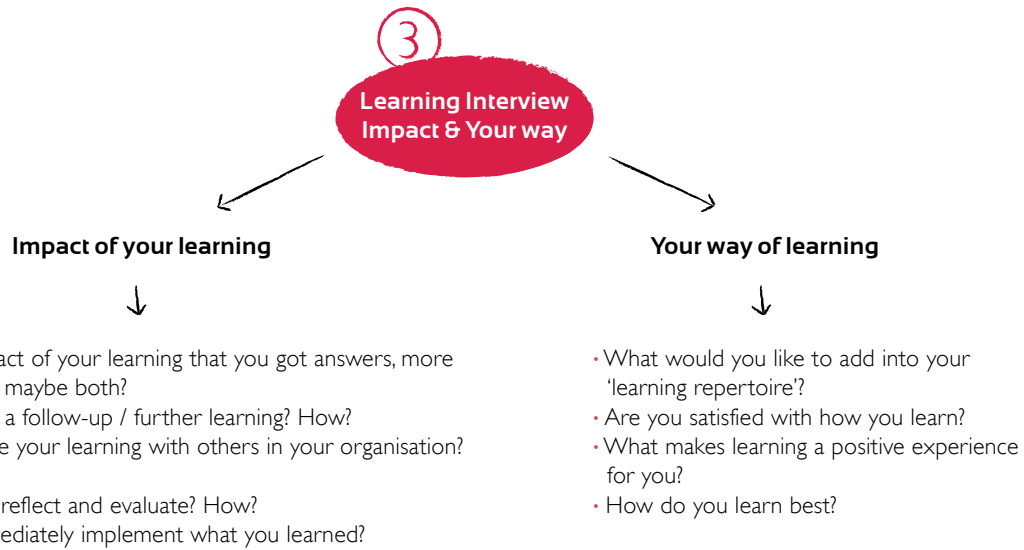 3
Learning Interview
Impact & Your way
Impact of your learning
act of your learning that you got answers, more
maybe both?
a follow-up / further learning? How?
e your learning with others in your organisation?
reflect and evaluate? How?
ediately implement what you learned?
Your way of learning
• What would you like to add into your
'learning repertoire'?
• Are you satisfied with how you learn?
• What makes learning a positive experience
for you?
• How do you learn best?